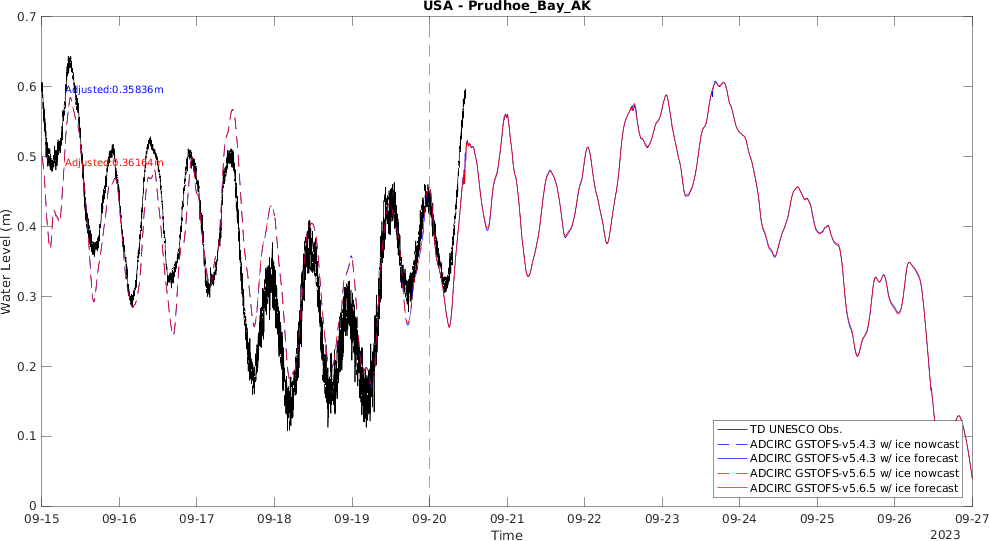 USA - Prudhoe_Bay_AK
0.7
0.6
0.5
0.4
0.3
0.2
0.1
0
Water Level (m)
Adjusted:0.35836m
Adjusted:0.36164m
TD UNESCO Obs.
ADCIRC GSTOFS-v5.4.3 w/ ice nowcast
ADCIRC GSTOFS-v5.4.3 w/ ice forecast
ADCIRC GSTOFS-v5.6.5 w/ ice nowcast
ADCIRC GSTOFS-v5.6.5 w/ ice forecast
09-15 09-16 09-17 09-18 09-19 09-20 09-21 09-22 09-23 09-24 09-25 09-26 09-27
Time
2023